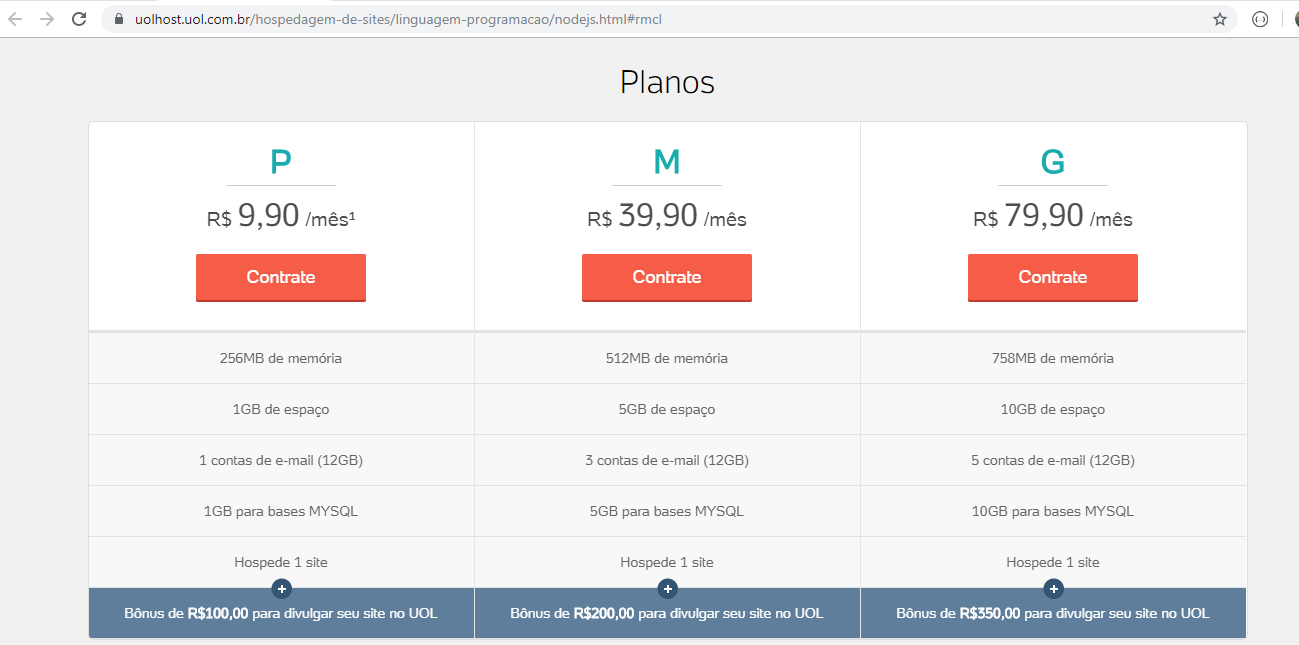 uolhost.uol.com.br/hospedagem-de-sites/linguagem-programacao/nodejs.html#rmcl
Planos
P
R$ 9,90 /mês¹
Contrate
256MB de memória
1GB de espaço
1 contas de e-mail (12GB)
1GB para bases MYSQL
Hospede 1 site
Bônus de R$100,00 para divulgar seu site no UOL
M
R$ 39,90 /mês
Contrate
512MB de memória
5GB de espaço
3 contas de e-mail (12GB)
5GB para bases MYSQL
Hospede 1 site
Bônus de R$200,00 para divulgar seu site no UOL
G
R$ 79,90 /mês
Contrate
758MB de memória
10GB de espaço
5 contas de e-mail (12GB)
10GB para bases MYSQL
Hospede 1 site
Bônus de R$350,00 para divulgar seu site no UOL